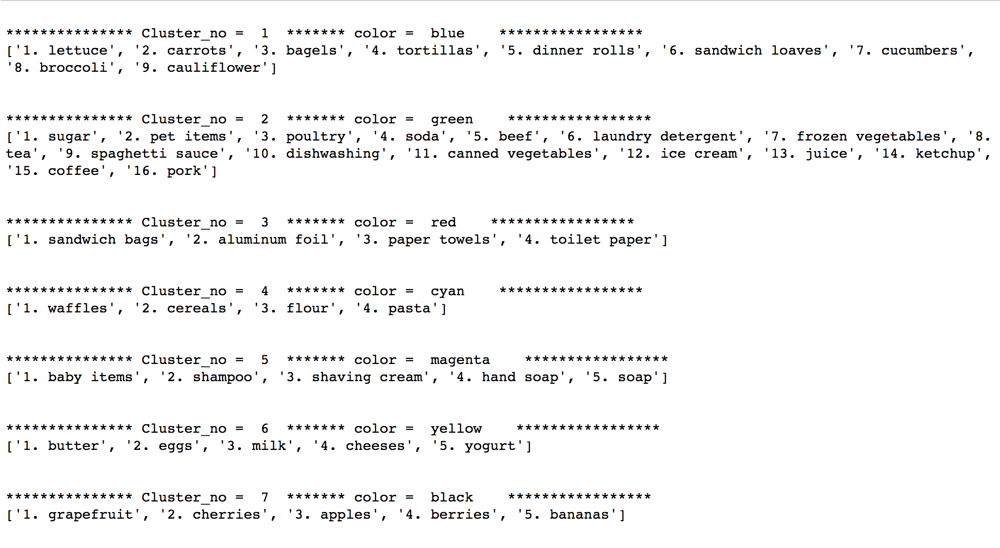 *************** Cluster_no =  1  ******* color =  blue    *****************
['1. lettuce', '2. carrots', '3. bagels', '4. tortillas', '5. dinner rolls', '6. sandwich loaves', '7. cucumbers',
'8. broccoli', '9. cauliflower']
*************** Cluster_no =  2  ******* color =  green    *****************
['1. sugar', '2. pet items', '3. poultry', '4. soda', '5. beef', '6. laundry detergent', '7. frozen vegetables', '8.
tea', '9. spaghetti sauce', '10. dishwashing', '11. canned vegetables', '12. ice cream', '13. juice', '14. ketchup',
'15. coffee', '16. pork']
*************** Cluster_no =  3  ******* color =  red    *****************
['1. sandwich bags', '2. aluminum foil', '3. paper towels', '4. toilet paper']
*************** Cluster_no =  4  ******* color =  cyan    *****************
['1. waffles', '2. cereals', '3. flour', '4. pasta']
*************** Cluster_no =  5  ******* color =  magenta    *****************
['1. baby items', '2. shampoo', '3. shaving cream', '4. hand soap', '5. soap']
*************** Cluster_no =  6  ******* color =  yellow    *****************
['1. butter', '2. eggs', '3. milk', '4. cheeses', '5. yogurt']
*************** Cluster_no =  7  ******* color =  black    *****************
['1. grapefruit', '2. cherries', '3. apples', '4. berries', '5. bananas']